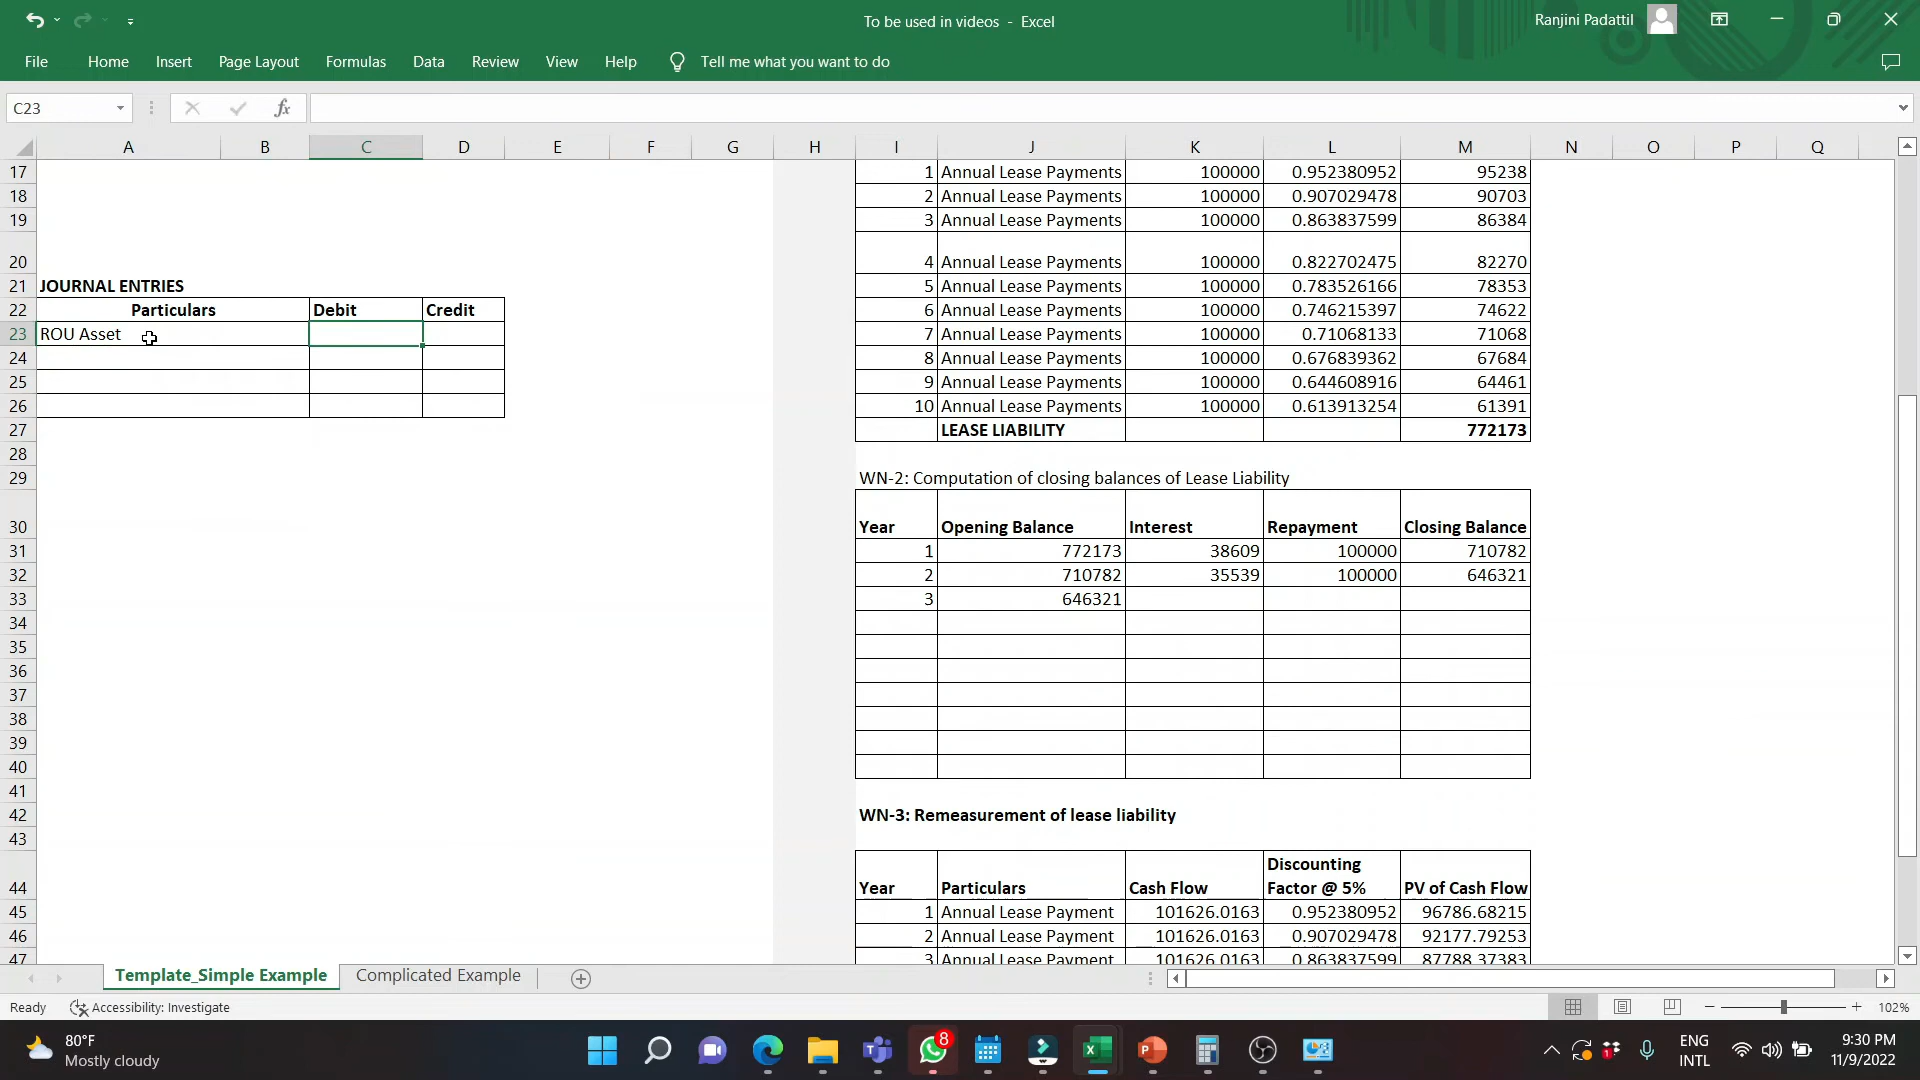 To be used in videos - Excel
Ranjini Padattil
File Home Insert Page Layout Formulas Data Review View Help Tell me what you want to do
C23 fx
A B C D E F G H I J K L M N O P Q
17 1 Annual Lease Payments 100000 0.952380952 95238
18 2 Annual Lease Payments 100000 0.907029478 90703
19 3 Annual Lease Payments 100000 0.863837599 86384
20 4 Annual Lease Payments 100000 0.822702475 82270
21 JOURNAL ENTRIES 5 Annual Lease Payments 100000 0.783526166 78353
22 Particulars Debit Credit 6 Annual Lease Payments 100000 0.746215397 74622
23 ROU Asset 7 Annual Lease Payments 100000 0.71068133 71068
24 8 Annual Lease Payments 100000 0.676839362 67684
25 9 Annual Lease Payments 100000 0.644608916 64461
26 10 Annual Lease Payments 100000 0.613913254 61391
27 LEASE LIABILITY 772173
28
29 WN-2: Computation of closing balances of Lease Liability
30 Year Opening Balance Interest Repayment Closing Balance
31 1 772173 38609 100000 710782
32 2 710782 35539 100000 646321
33 3 646321
34
35
36
37
38
39
40
41
42 WN-3: Remeasurement of lease liability
43
Discounting
44 Year Particulars Cash Flow Factor @ 5% PV of Cash Flow
45 1 Annual Lease Payment 101626.0163 0.952380952 96786.68215
46 2 Annual Lease Payment 101626.0163 0.907029478 92177.79253
47 3 Annual Lease Payment 101626.0163 0.863837599 87788.37383
Template_Simple Example Complicated Example
Ready Accessibility: Investigate 102%
80°F
Mostly cloudy
8
1
ENG
INTL
9:30 PM
11/9/2022